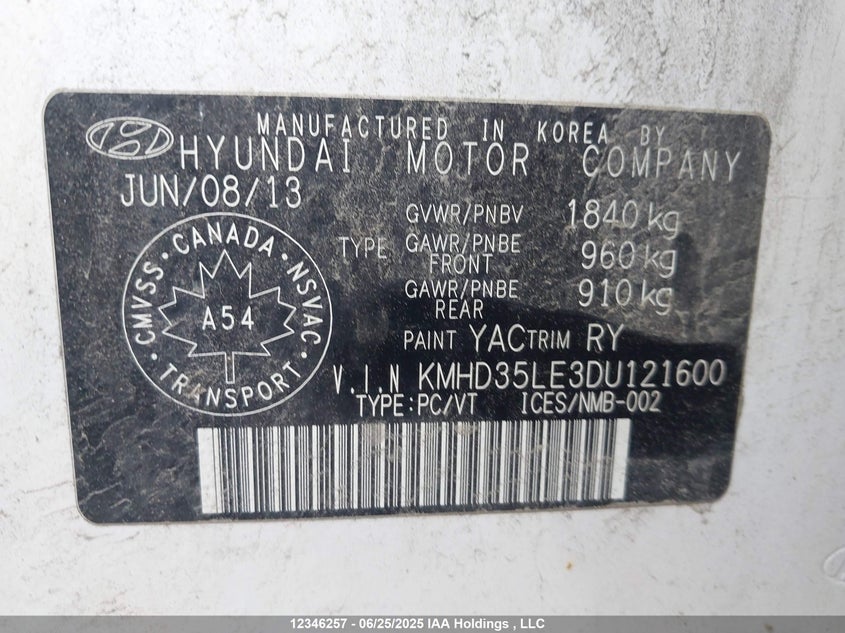 MANUFACTURED IN KOREA BY
HYUNDAI MOTOR COMPANY
JUN/08/13
GVWR/PNBV 1840 kg
TYPE
GAWR/PNBE FRONT 960 kg
GAWR/PNBE REAR 910 kg
CMVSS · CANADA · NSVAC
A54
· TRANSPORT ·
PAINT YAC TRIM RY
V.I.N KMHD35LE3DU121600
TYPE:PC/VT ICES/NMB-002
12346257 - 06/25/2025 IAA Holdings , LLC